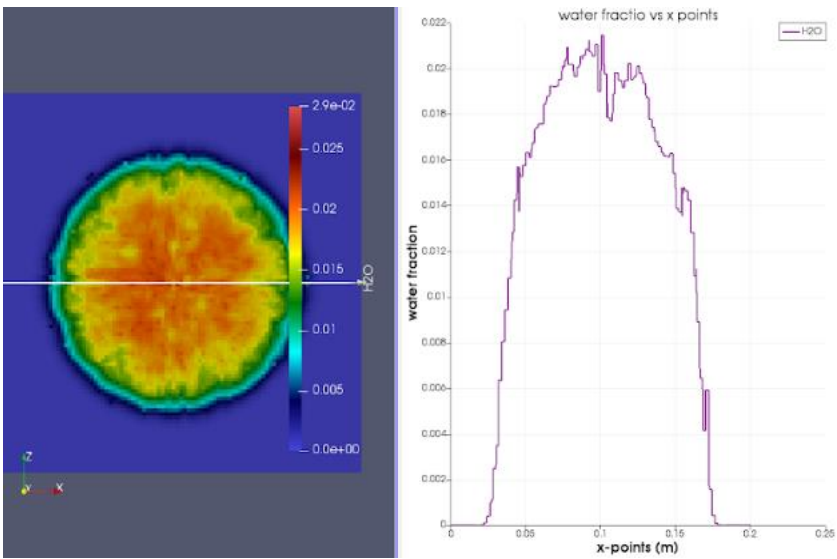 2.9e-02
0.025
0.02
0.015
0.01
0.005
0.0e+00
H2O
Z
Y
X
water fractio vs x points
H2O
water fraction
0.022
0.02
0.018
0.016
0.014
0.012
0.01
0.008
0.006
0.004
0.002
0
0 0.05 0.1 0.15 0.2 0.25
x-points (m)